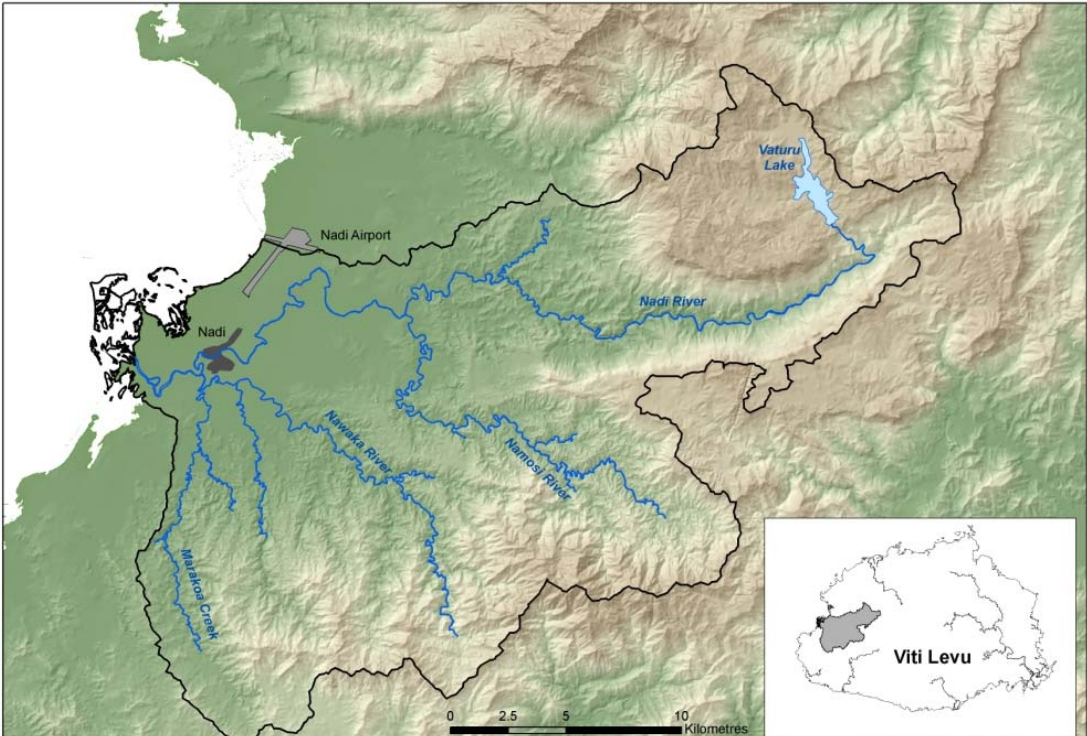 Vaturu
Lake
Nadi Airport
Nadi River
Nadi
Nawaka River
Namosi River
Marakoa Creek
Viti Levu
0 2.5 5 10
Kilometres